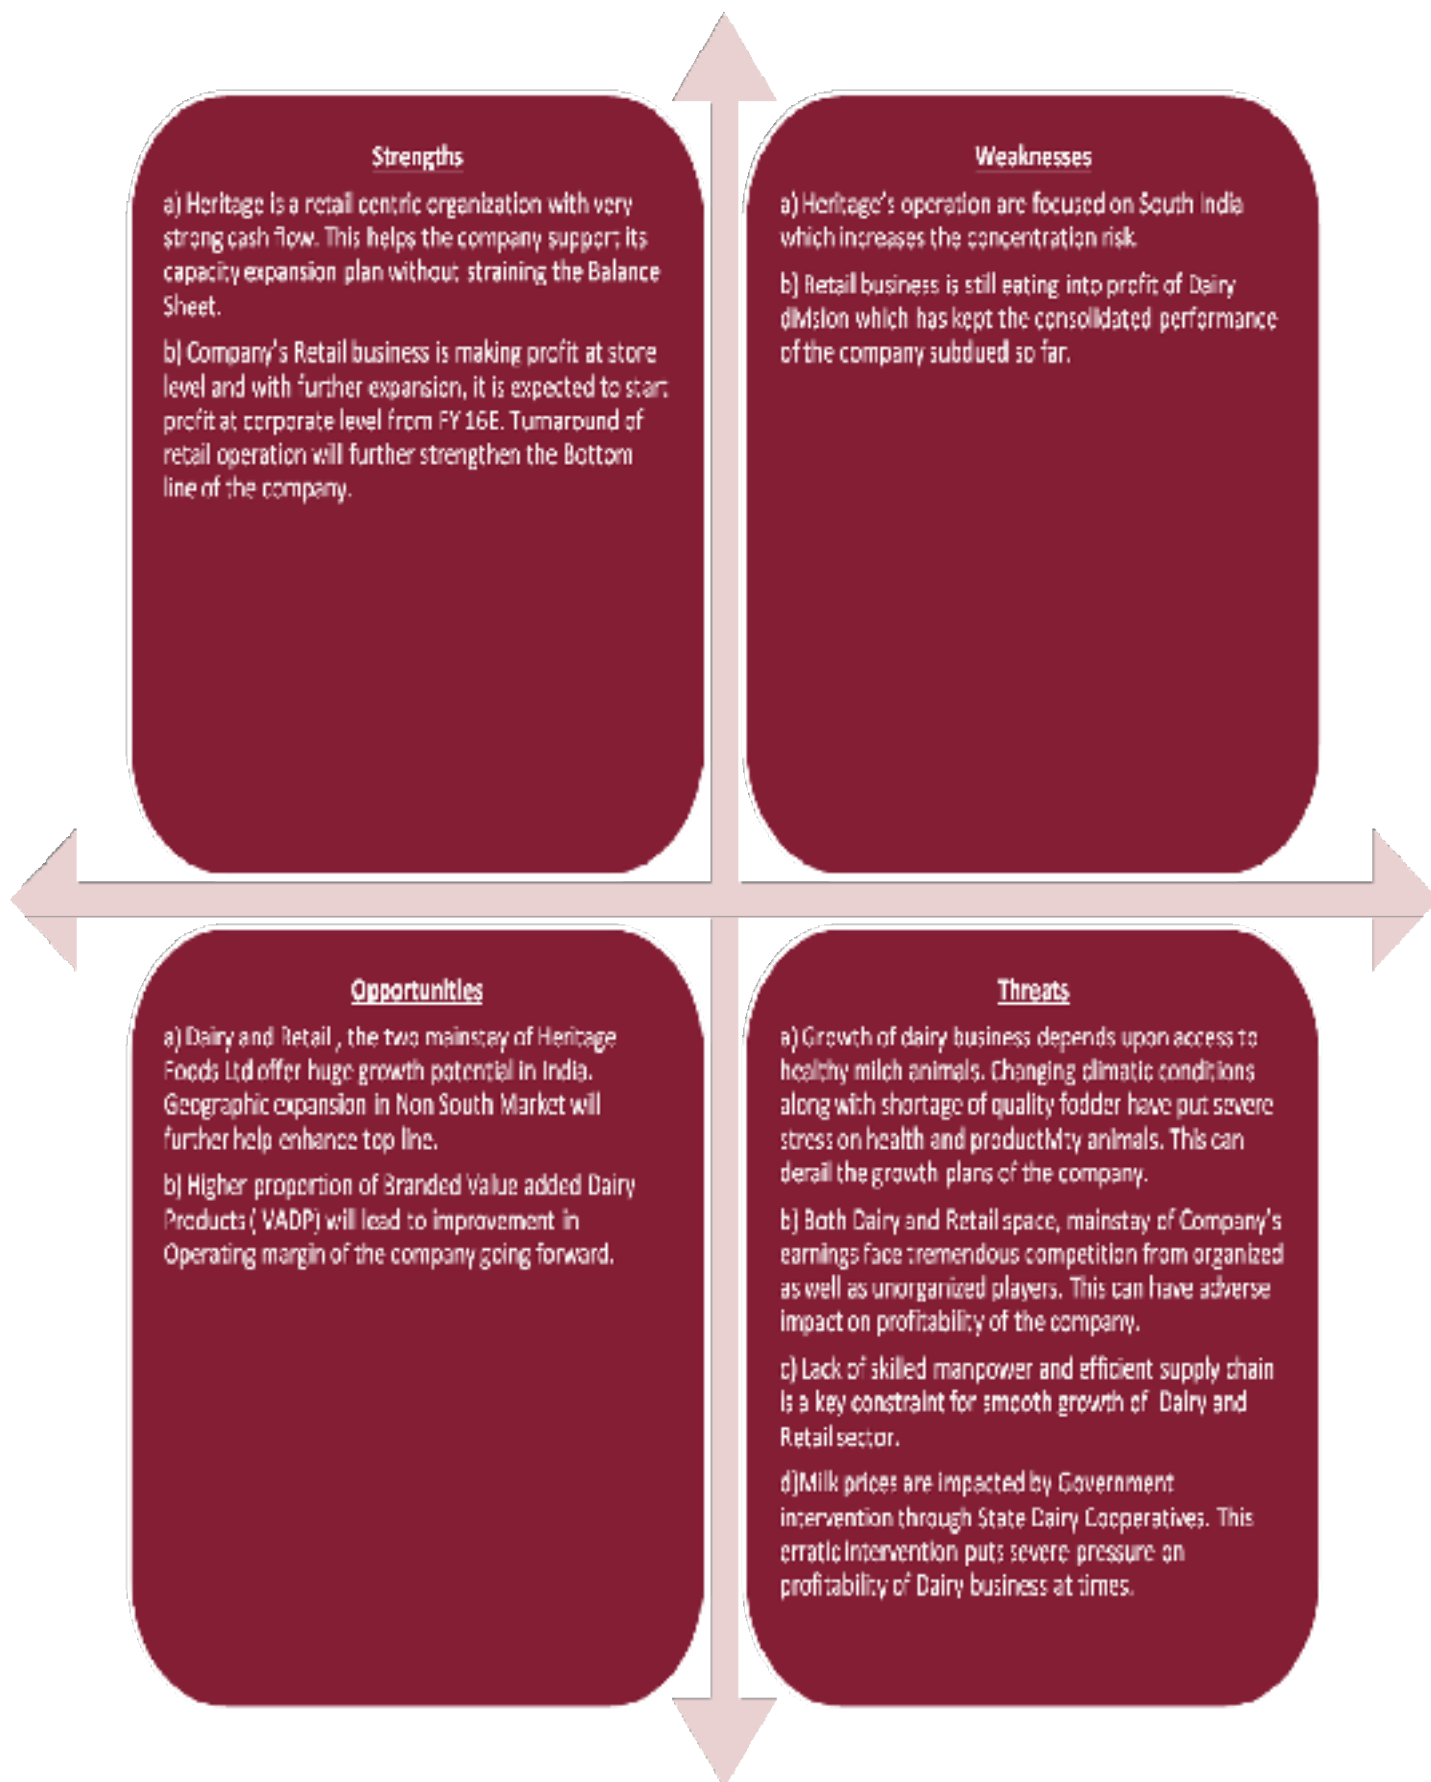 Strengths
a) Heritage is a retail centric organization with very
strong cash flow. This helps the company support its
capacity expansion plan without straining the Balance
Sheet.
b) Company's Retail business is making profit at store
level and with further expansion, it is expected to start
profit at corporate level from FY 16E. Turnaround of
retail operation will further strengthen the Bottom
line of the company.
Weaknesses
a) Heritage's operation are focused on South India
which increases the concentration risk.
b) Retail business is still eating into profit of Dairy
division which has kept the consolidated performance
of the company subdued so far.
Opportunities
a) Dairy and Retail , the two mainstay of Heritage
Foods Ltd offer huge growth potential in India.
Geographic expansion in Non South Market will
further help enhance top line.
b) Higher proportion of Branded Value added Dairy
Products ( VADP) will lead to improvement in
Operating margin of the company going forward.
Threats
a) Growth of dairy business depends upon access to
healthy milch animals. Changing climatic conditions
along with shortage of quality fodder have put severe
stress on health and productivity animals. This can
derail the growth plans of the company.
b) Both Dairy and Retail space, mainstay of Company's
earnings face tremendous competition from organized
as well as unorganized players. This can have adverse
impact on profitability of the company.
c) Lack of skilled manpower and efficient supply chain
is a key constraint for smooth growth of Dairy and
Retail sector.
d)Milk prices are impacted by Government
intervention through State Dairy Cooperatives. This
erratic intervention puts severe pressure on
profitability of Dairy business at times.